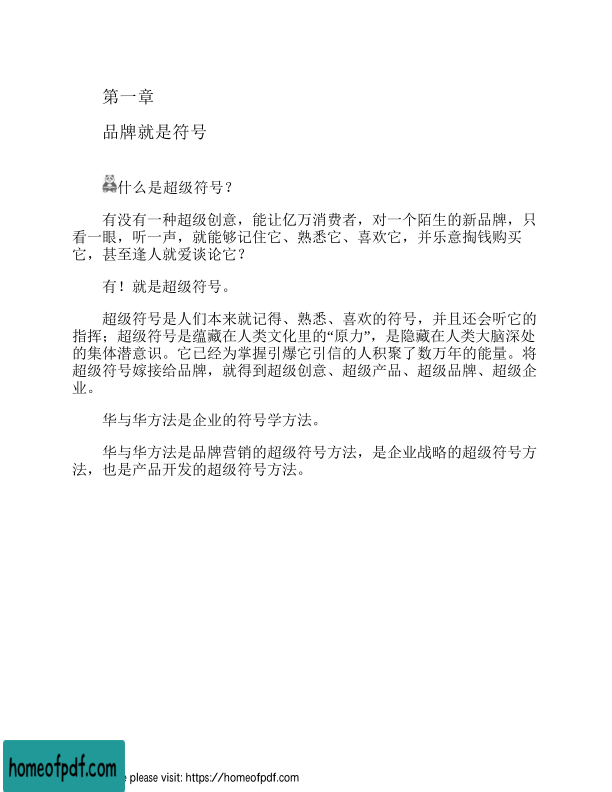 第一章
品牌就是符号
什么是超级符号？
有没有一种超级创意，能让亿万消费者，对一个陌生的新品牌，只
看一眼，听一声，就能够记住它、熟悉它、喜欢它，并乐意掏钱购买
它，甚至逢人就爱谈论它？
有！就是超级符号。
超级符号是人们本来就记得、熟悉、喜欢的符号，并且还会听它的
指挥；超级符号是蕴藏在人类文化里的“原力”，是隐藏在人类大脑深处
的集体潜意识。它已经为掌握引爆它引信的人积聚了数万年的能量。将
超级符号嫁接给品牌，就得到超级创意、超级产品、超级品牌、超级企
业。
华与华方法是企业的符号学方法。
华与华方法是品牌营销的超级符号方法，是企业战略的超级符号方
法，也是产品开发的超级符号方法。
homeofpdf.com
please visit: https://homeofpdf.com